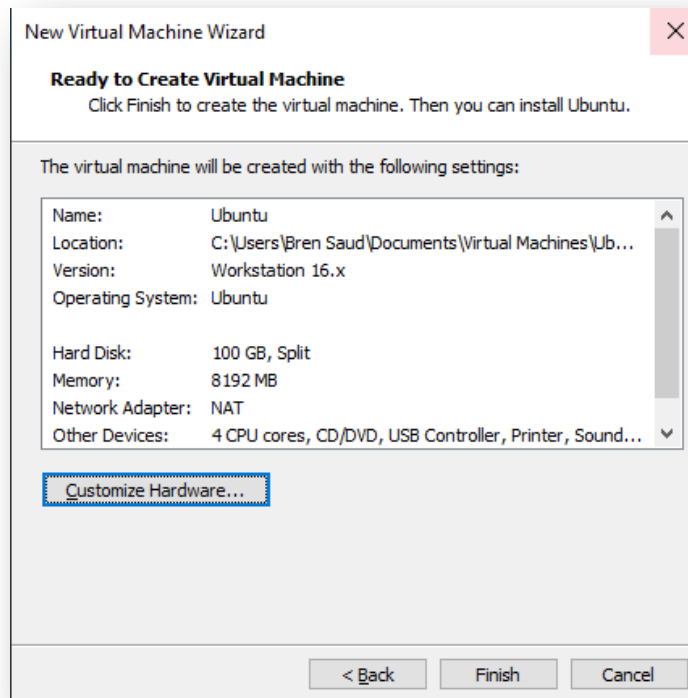 New Virtual Machine Wizard
Ready to Create Virtual Machine
Click Finish to create the virtual machine. Then you can install Ubuntu.
The virtual machine will be created with the following settings:
Name: Ubuntu
Location: C:\Users\Bren Saud\Documents\Virtual Machines\Ub...
Version: Workstation 16.x
Operating System: Ubuntu
Hard Disk: 100 GB, Split
Memory: 8192 MB
Network Adapter: NAT
Other Devices: 4 CPU cores, CD/DVD, USB Controller, Printer, Sound...
Customize Hardware...
< Back Finish Cancel